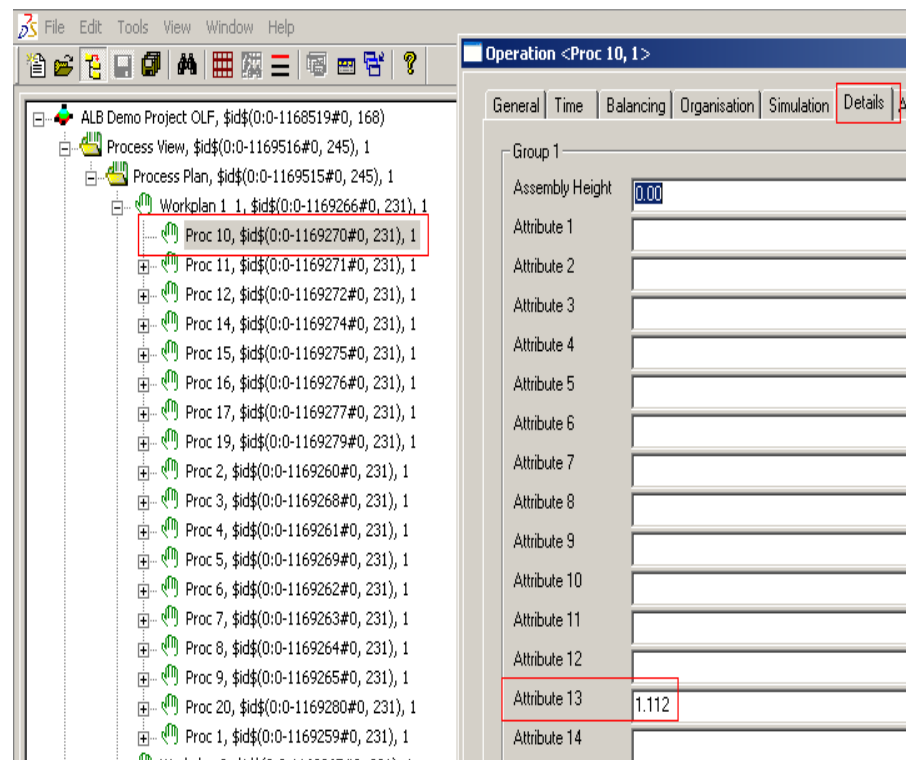 File Edit Tools View Window Help
ALB Demo Project OLF, $id$(0:0-1168519#0, 168)
Process View, $id$(0:0-1169516#0, 245), 1
Process Plan, $id$(0:0-1169515#0, 245), 1
Workplan 1_1, $id$(0:0-1169266#0, 231), 1
Proc 10, $id$(0:0-1169270#0, 231), 1
Proc 11, $id$(0:0-1169271#0, 231), 1
Proc 12, $id$(0:0-1169272#0, 231), 1
Proc 14, $id$(0:0-1169274#0, 231), 1
Proc 15, $id$(0:0-1169275#0, 231), 1
Proc 16, $id$(0:0-1169276#0, 231), 1
Proc 17, $id$(0:0-1169277#0, 231), 1
Proc 19, $id$(0:0-1169279#0, 231), 1
Proc 2, $id$(0:0-1169260#0, 231), 1
Proc 3, $id$(0:0-1169268#0, 231), 1
Proc 4, $id$(0:0-1169261#0, 231), 1
Proc 5, $id$(0:0-1169269#0, 231), 1
Proc 6, $id$(0:0-1169262#0, 231), 1
Proc 7, $id$(0:0-1169263#0, 231), 1
Proc 8, $id$(0:0-1169264#0, 231), 1
Proc 9, $id$(0:0-1169265#0, 231), 1
Proc 20, $id$(0:0-1169280#0, 231), 1
Proc 1, $id$(0:0-1169259#0, 231), 1
Operation <Proc 10, 1>
General Time Balancing Organisation Simulation Details
Group 1
Assembly Height 0.00
Attribute 1
Attribute 2
Attribute 3
Attribute 4
Attribute 5
Attribute 6
Attribute 7
Attribute 8
Attribute 9
Attribute 10
Attribute 11
Attribute 12
Attribute 13 1.112
Attribute 14